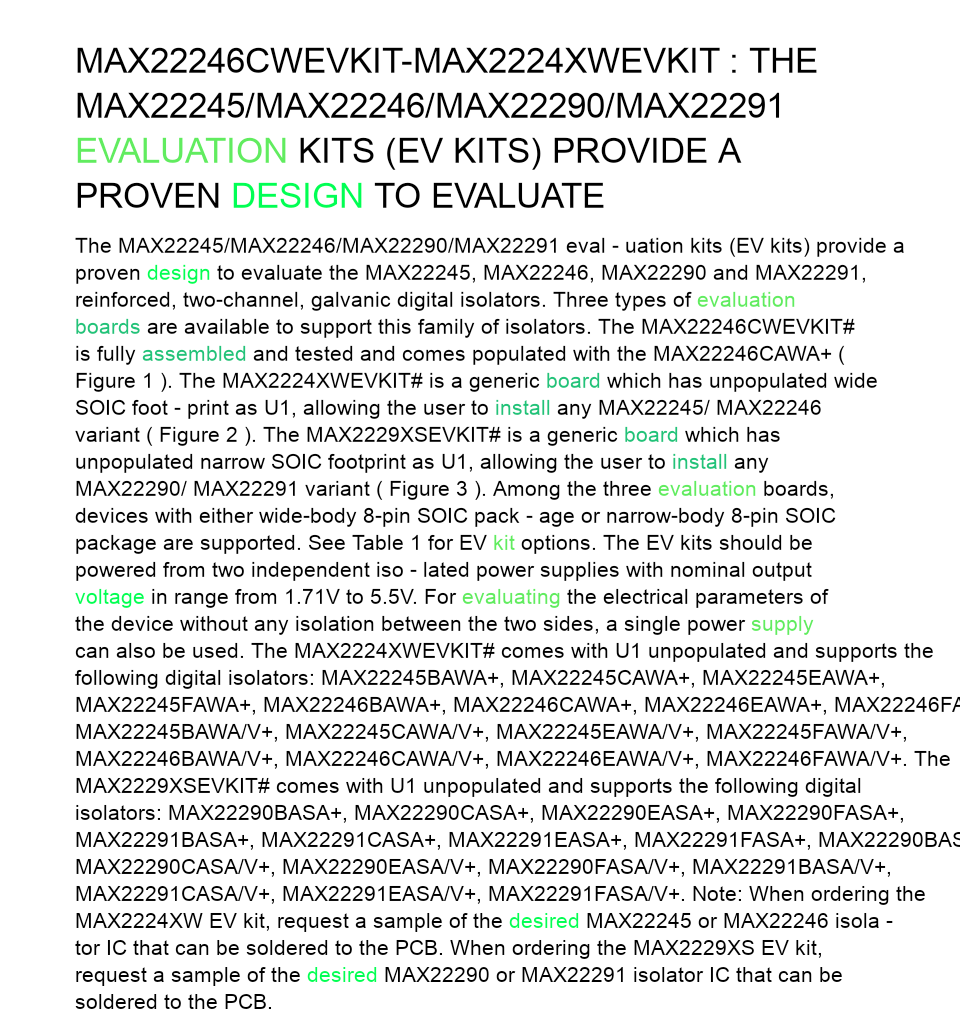 MAX22246CWEVKIT-MAX2224XWEVKIT : THE
MAX22245/MAX22246/MAX22290/MAX22291
EVALUATION KITS (EV KITS) PROVIDE A
PROVEN DESIGN TO EVALUATE
The MAX22245/MAX22246/MAX22290/MAX22291 eval - uation kits (EV kits) provide a
proven design to evaluate the MAX22245, MAX22246, MAX22290 and MAX22291,
reinforced, two-channel, galvanic digital isolators. Three types of evaluation
boards are available to support this family of isolators. The MAX22246CWEVKIT#
is fully assembled and tested and comes populated with the MAX22246CAWA+ (
Figure 1 ). The MAX2224XWEVKIT# is a generic board which has unpopulated wide
SOIC foot - print as U1, allowing the user to install any MAX22245/ MAX22246
variant ( Figure 2 ). The MAX2229XSEVKIT# is a generic board which has
unpopulated narrow SOIC footprint as U1, allowing the user to install any
MAX22290/ MAX22291 variant ( Figure 3 ). Among the three evaluation boards,
devices with either wide-body 8-pin SOIC pack - age or narrow-body 8-pin SOIC
package are supported. See Table 1 for EV kit options. The EV kits should be
powered from two independent iso - lated power supplies with nominal output
voltage in range from 1.71V to 5.5V. For evaluating the electrical parameters of
the device without any isolation between the two sides, a single power supply
can also be used. The MAX2224XWEVKIT# comes with U1 unpopulated and supports the
following digital isolators: MAX22245BAWA+, MAX22245CAWA+, MAX22245EAWA+,
MAX22245FAWA+, MAX22246BAWA+, MAX22246CAWA+, MAX22246EAWA+, MAX22246FA
MAX22245BAWA/V+, MAX22245CAWA/V+, MAX22245EAWA/V+, MAX22245FAWA/V+,
MAX22246BAWA/V+, MAX22246CAWA/V+, MAX22246EAWA/V+, MAX22246FAWA/V+. The
MAX2229XSEVKIT# comes with U1 unpopulated and supports the following digital
isolators: MAX22290BASA+, MAX22290CASA+, MAX22290EASA+, MAX22290FASA+,
MAX22291BASA+, MAX22291CASA+, MAX22291EASA+, MAX22291FASA+, MAX22290BAS
MAX22290CASA/V+, MAX22290EASA/V+, MAX22290FASA/V+, MAX22291BASA/V+,
MAX22291CASA/V+, MAX22291EASA/V+, MAX22291FASA/V+. Note: When ordering the
MAX2224XW EV kit, request a sample of the desired MAX22245 or MAX22246 isola -
tor IC that can be soldered to the PCB. When ordering the MAX2229XS EV kit,
request a sample of the desired MAX22290 or MAX22291 isolator IC that can be
soldered to the PCB.